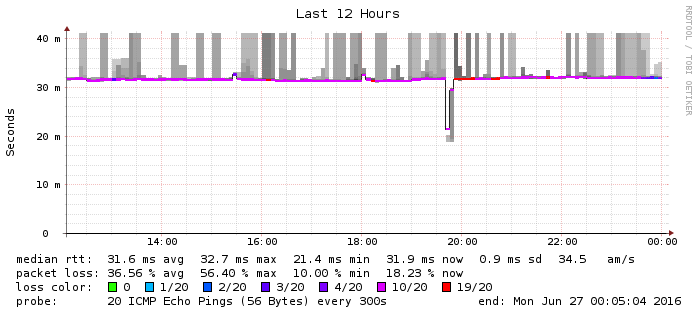 Last 12 Hours
RRDTOOL / TOBI OETIKER
Seconds
40 m
30 m
20 m
10 m
0
14:00 16:00 18:00 20:00 22:00 00:00
median rtt: 31.6 ms avg 32.7 ms max 21.4 ms min 31.9 ms now 0.9 ms sd 34.5 am/s
packet loss: 36.56 % avg 56.40 % max 10.00 % min 18.23 % now
loss color: 0 1/20 2/20 3/20 4/20 10/20 19/20
probe: 20 ICMP Echo Pings (56 Bytes) every 300s end: Mon Jun 27 00:05:04 2016